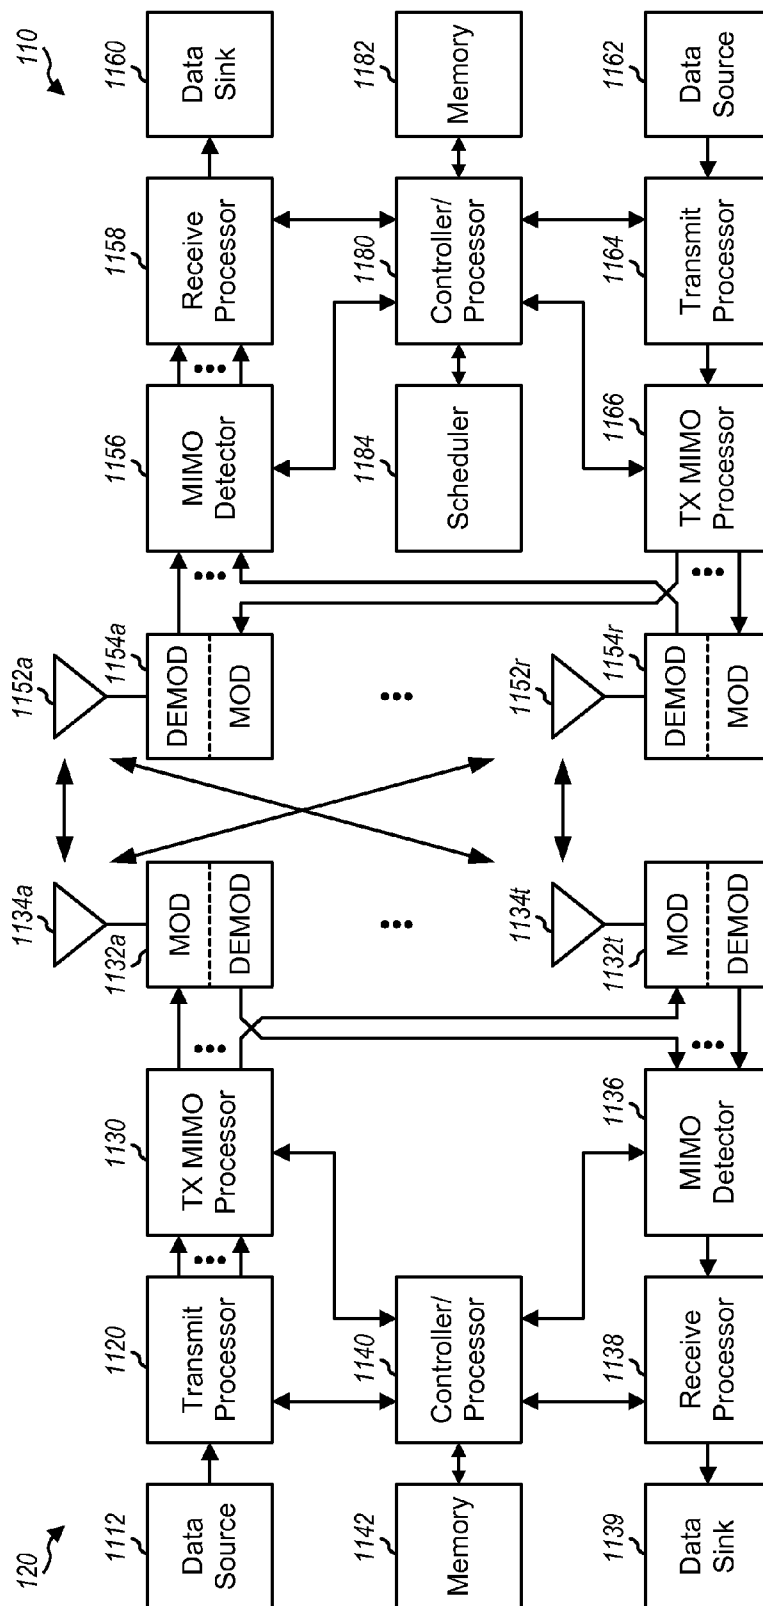 120
1112
Data
Source
1120
Transmit
Processor
1130
TX MIMO
Processor
1132a
MOD
DEMOD
1134a
1142
Memory
1140
Controller/
Processor
1139
Data
Sink
1138
Receive
Processor
1136
MIMO
Detector
1132t
MOD
DEMOD
1134t
110
1152a
1154a
DEMOD
MOD
1156
MIMO
Detector
1158
Receive
Processor
1160
Data
Sink
1184
Scheduler
1180
Controller/
Processor
1182
Memory
1152r
1154r
DEMOD
MOD
1166
TX MIMO
Processor
1164
Transmit
Processor
1162
Data
Source